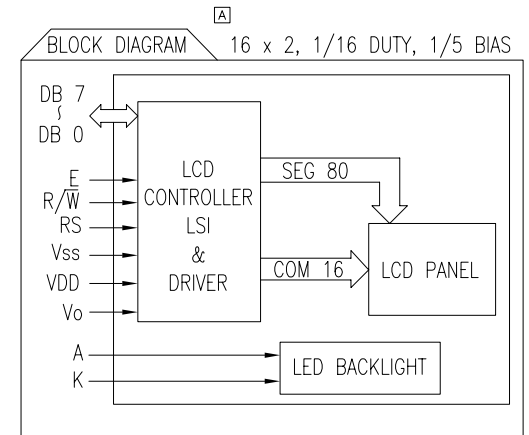 A
BLOCK DIAGRAM
16 x 2, 1/16 DUTY, 1/5 BIAS
DB 7
∫
DB 0
E
R/W̅
RS
Vss
VDD
Vo
A
K
LCD
CONTROLLER
LSI
&
DRIVER
SEG 80
COM 16
LCD PANEL
LED BACKLIGHT